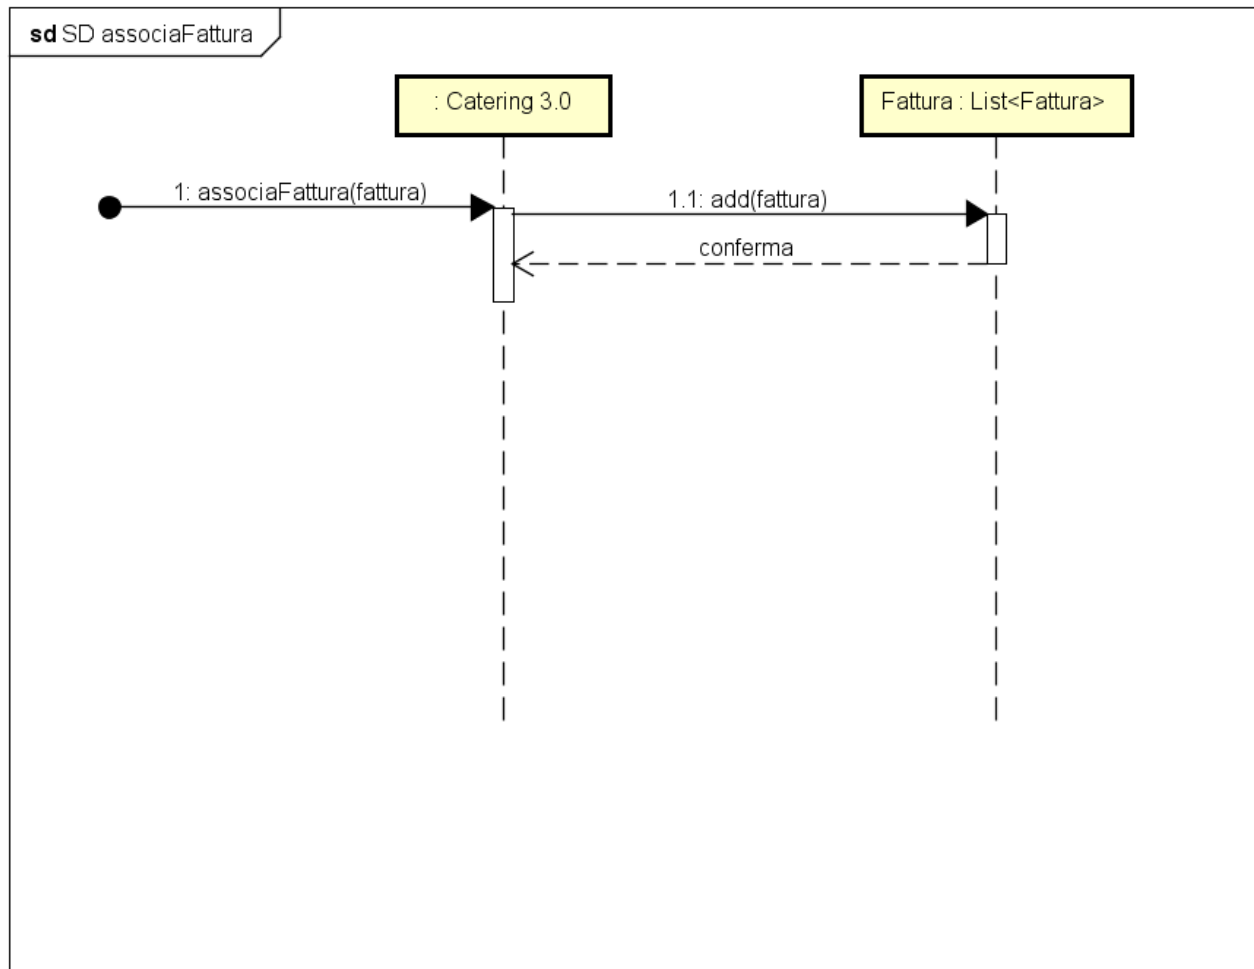 sd SD associaFattura
: Catering 3.0
Fattura : List<Fattura>
1: associaFattura(fattura)
1.1: add(fattura)
conferma